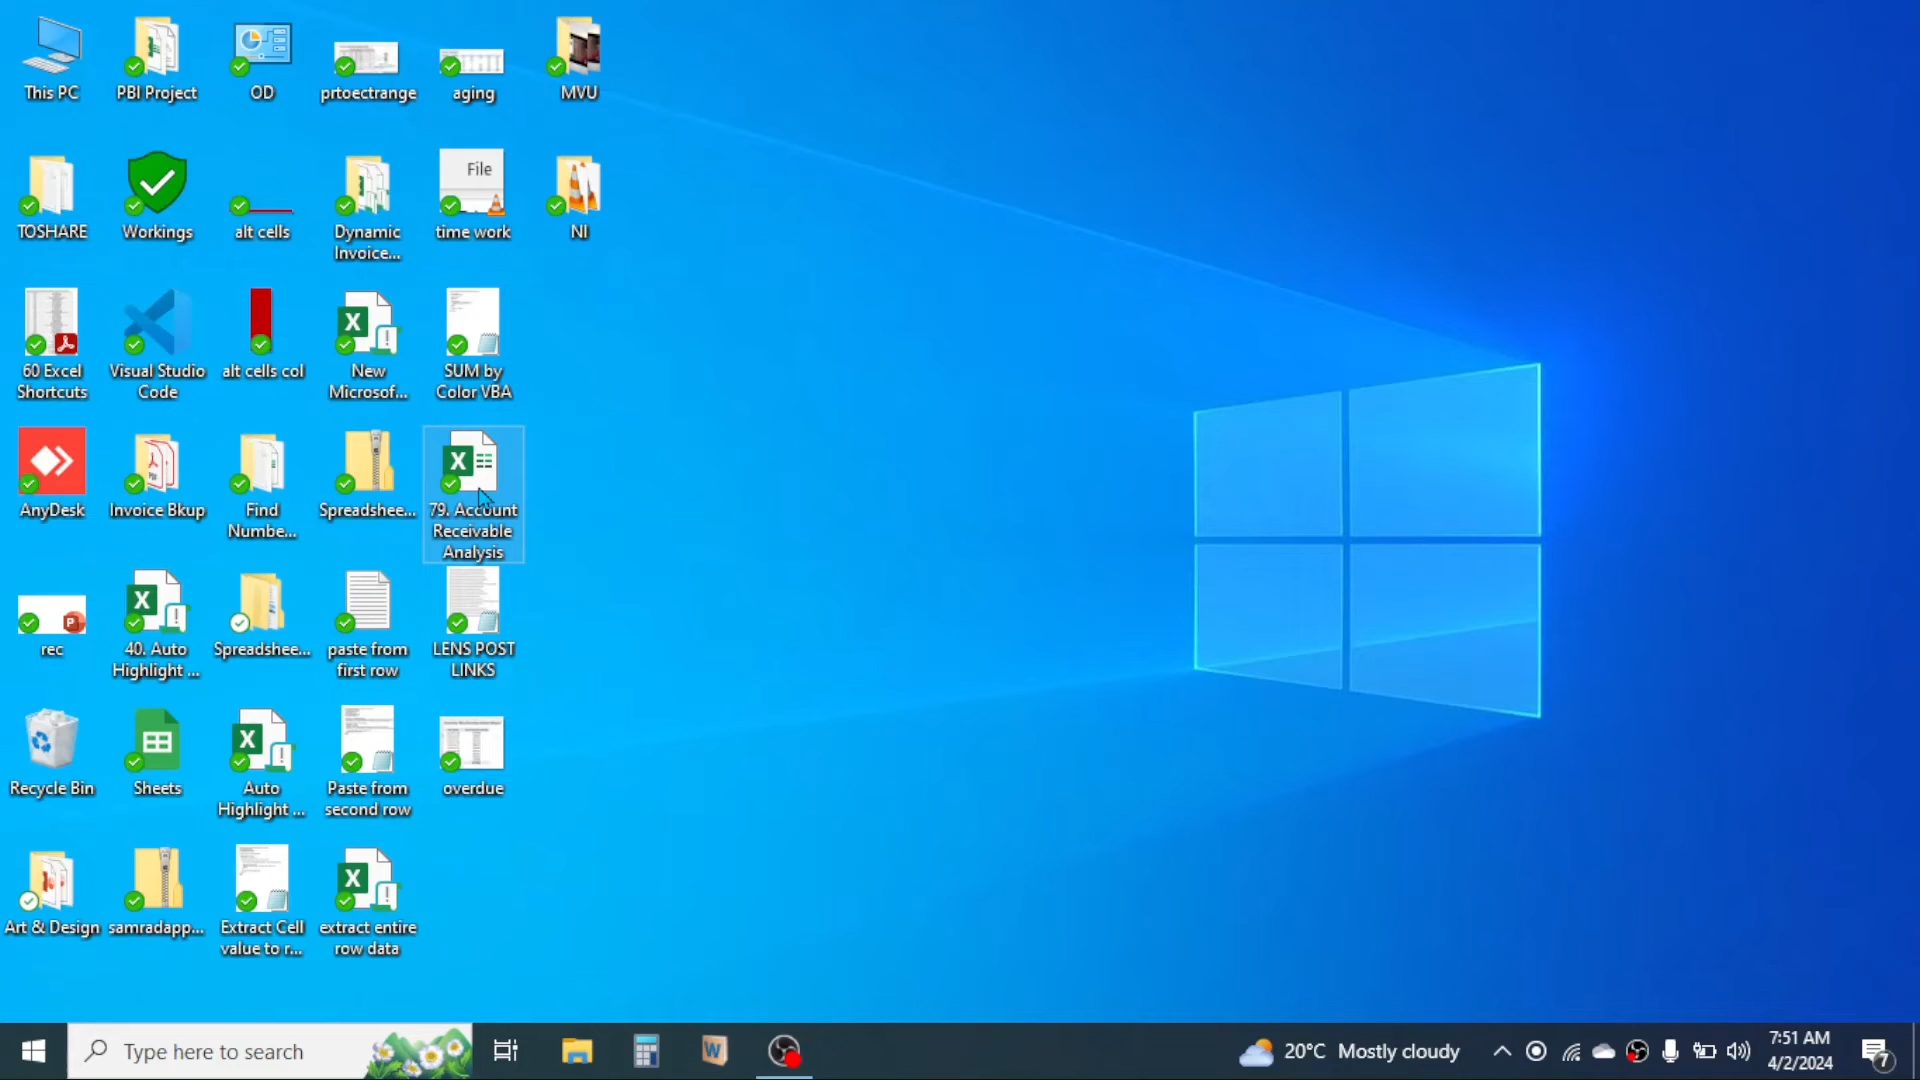 This PC
PBI Project
OD
prtoectrange
aging
MVU
TOSHARE
Workings
alt cells
Dynamic
Invoice...
File
time work
NI
60 Excel
Shortcuts
Visual Studio
Code
alt cells col
New
Microsof...
SUM by
Color VBA
AnyDesk
Invoice Bkup
Find
Numbe...
Spreadshee...
79. Account
Receivable
Analysis
rec
40. Auto
Highlight ...
Spreadshee...
paste from
first row
LENS POST
LINKS
Recycle Bin
Sheets
Auto
Highlight ...
Paste from
second row
overdue
Art & Design
samradapp...
Extract Cell
value to r...
extract entire
row data
Type here to search
20°C Mostly cloudy
7:51 AM
4/2/2024
7